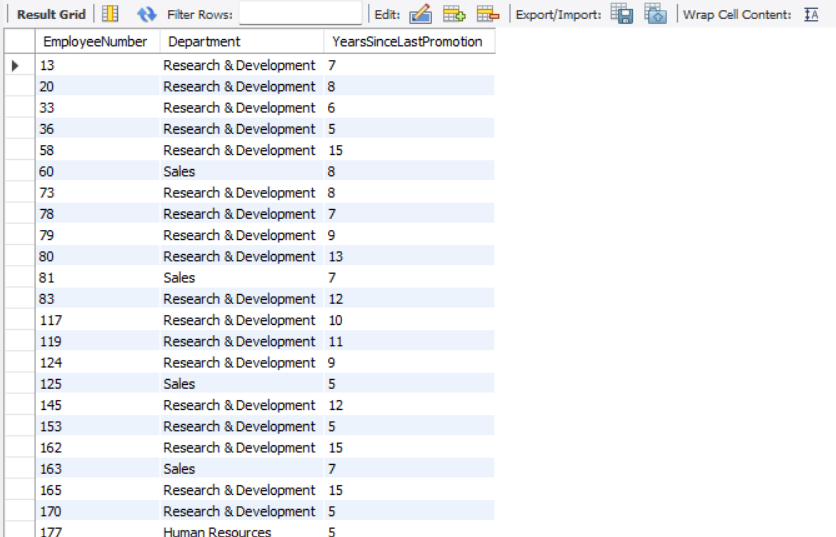 Result Grid Filter Rows: Edit: Export/Import: Wrap Cell Content: IA
EmployeeNumber Department YearsSinceLastPromotion
13 Research & Development 7
20 Research & Development 8
33 Research & Development 6
36 Research & Development 5
58 Research & Development 15
60 Sales 8
73 Research & Development 8
78 Research & Development 7
79 Research & Development 9
80 Research & Development 13
81 Sales 7
83 Research & Development 12
117 Research & Development 10
119 Research & Development 11
124 Research & Development 9
125 Sales 5
145 Research & Development 12
153 Research & Development 5
162 Research & Development 15
163 Sales 7
165 Research & Development 15
170 Research & Development 5
177 Human Resources 5